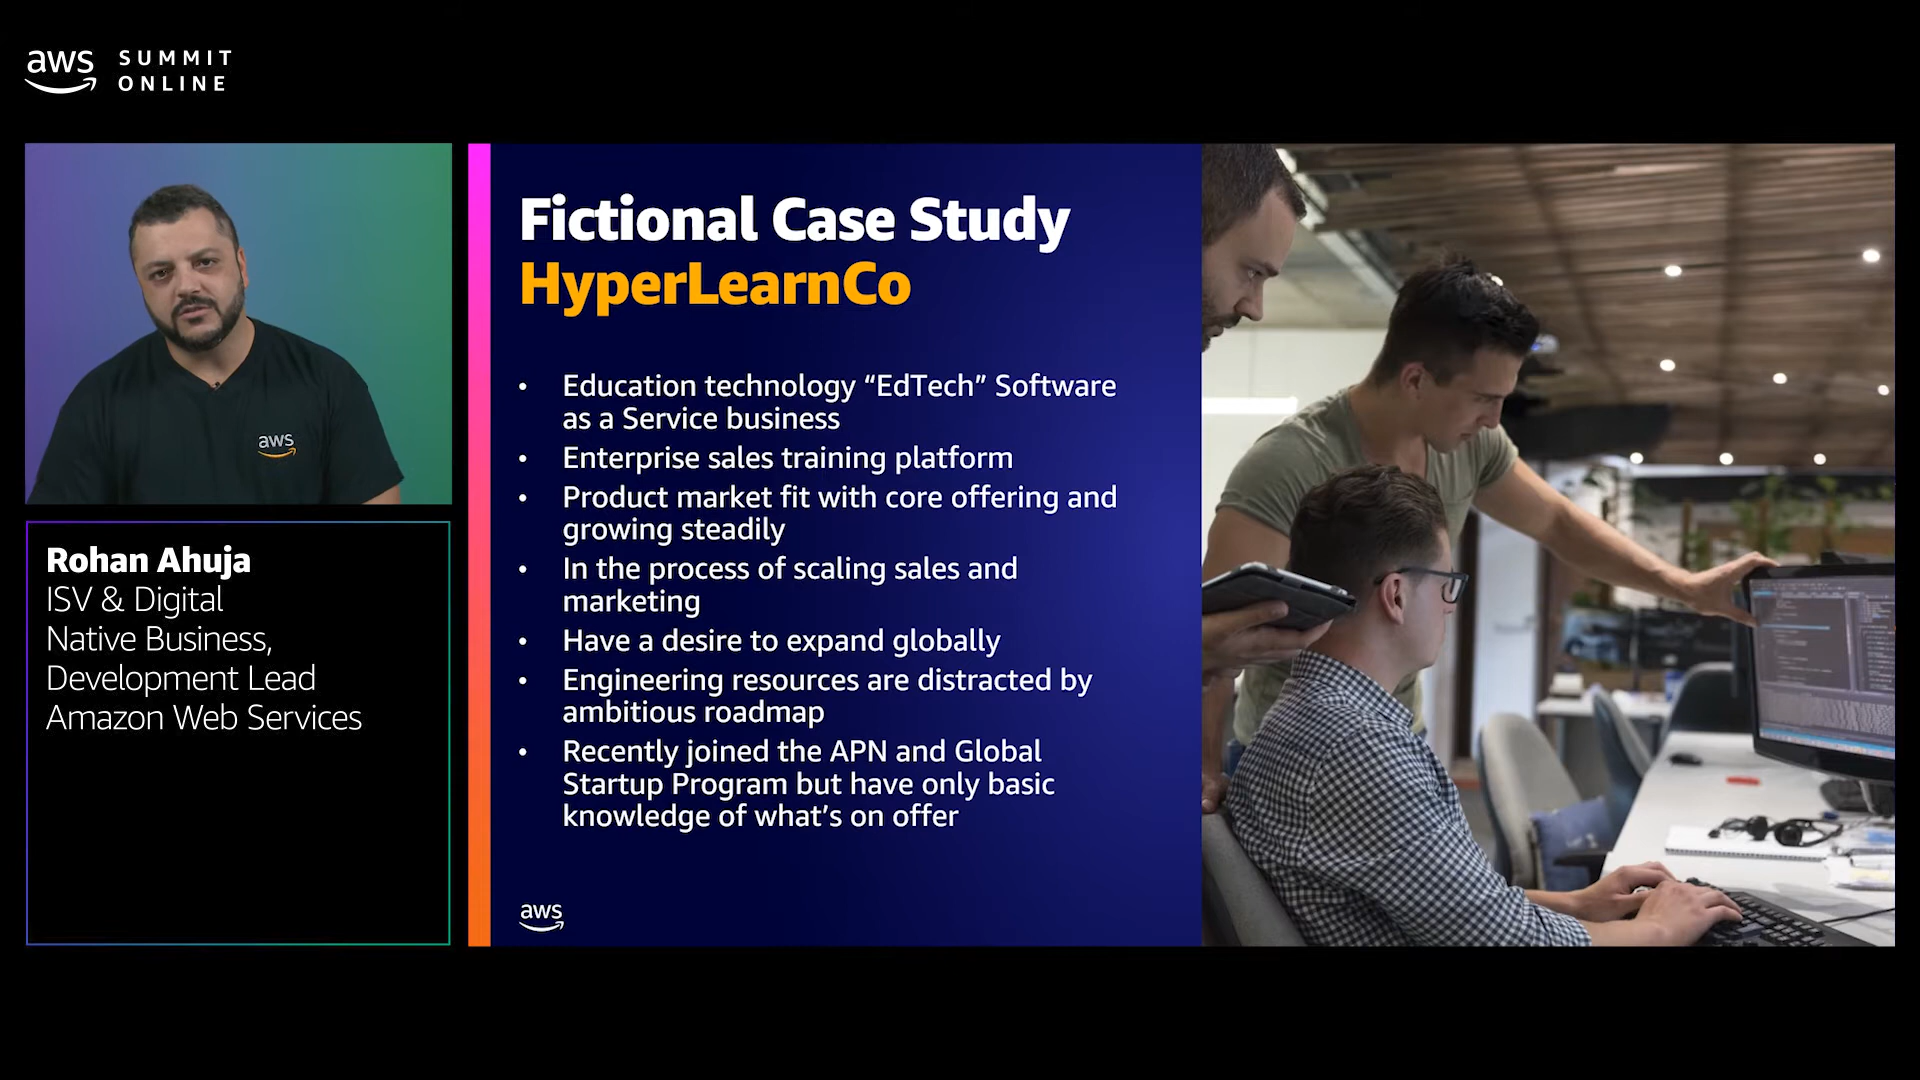 aws SUMMIT
ONLINE
aws
Rohan Ahuja
ISV & Digital
Native Business,
Development Lead
Amazon Web Services
Fictional Case Study
HyperLearnCo
• Education technology “EdTech” Software
as a Service business
• Enterprise sales training platform
• Product market fit with core offering and
growing steadily
• In the process of scaling sales and
marketing
• Have a desire to expand globally
• Engineering resources are distracted by
ambitious roadmap
• Recently joined the APN and Global
Startup Program but have only basic
knowledge of what’s on offer
aws